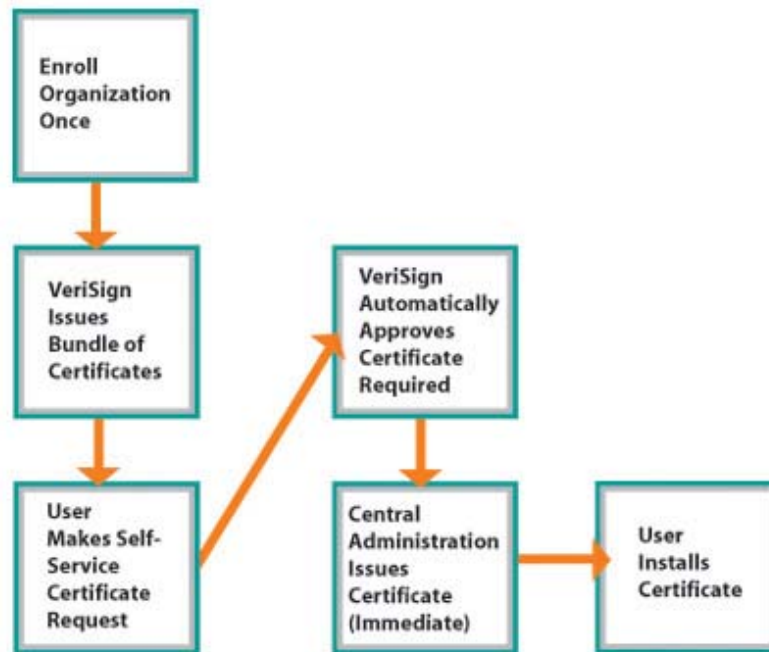 Enroll
Organization
Once
VeriSign
Issues
Bundle of
Certificates
User
Makes Self-
Service
Certificate
Request
VeriSign
Automatically
Approves
Certificate
Required
Central
Administration
Issues
Certificate
(Immediate)
User
Installs
Certificate